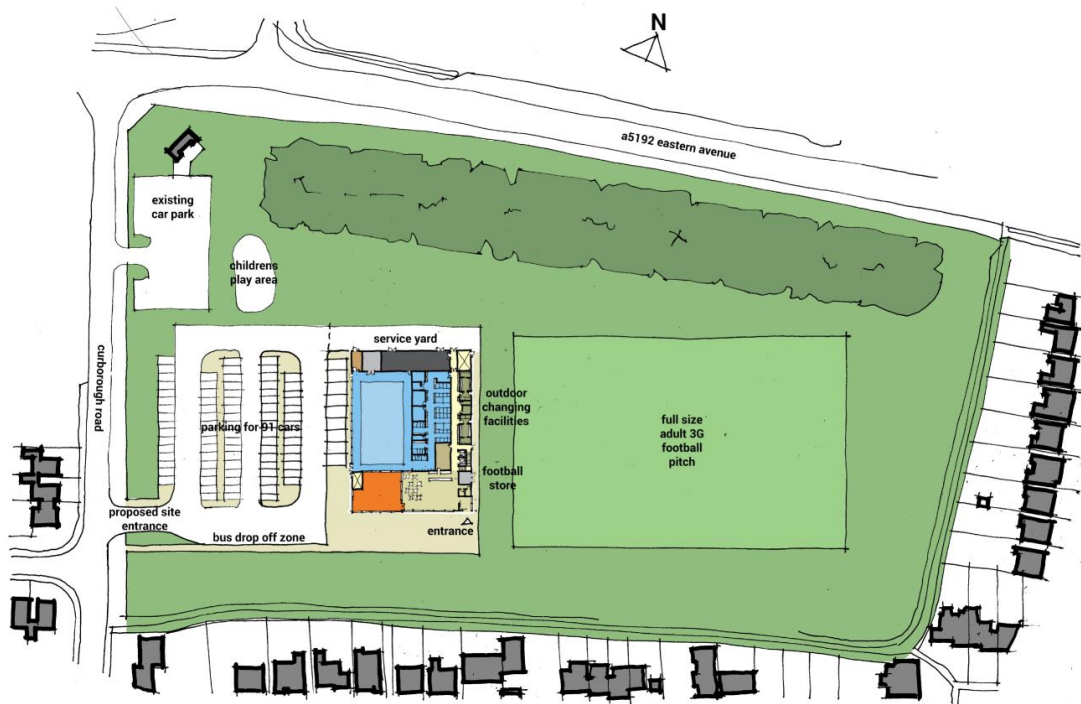 N
a5192 eastern avenue
existing
car park
childrens
play area
curborough road
service yard
parking for 91 cars
outdoor
changing
facilities
football
store
full size
adult 3G
football
pitch
proposed site
entrance
bus drop off zone
entrance